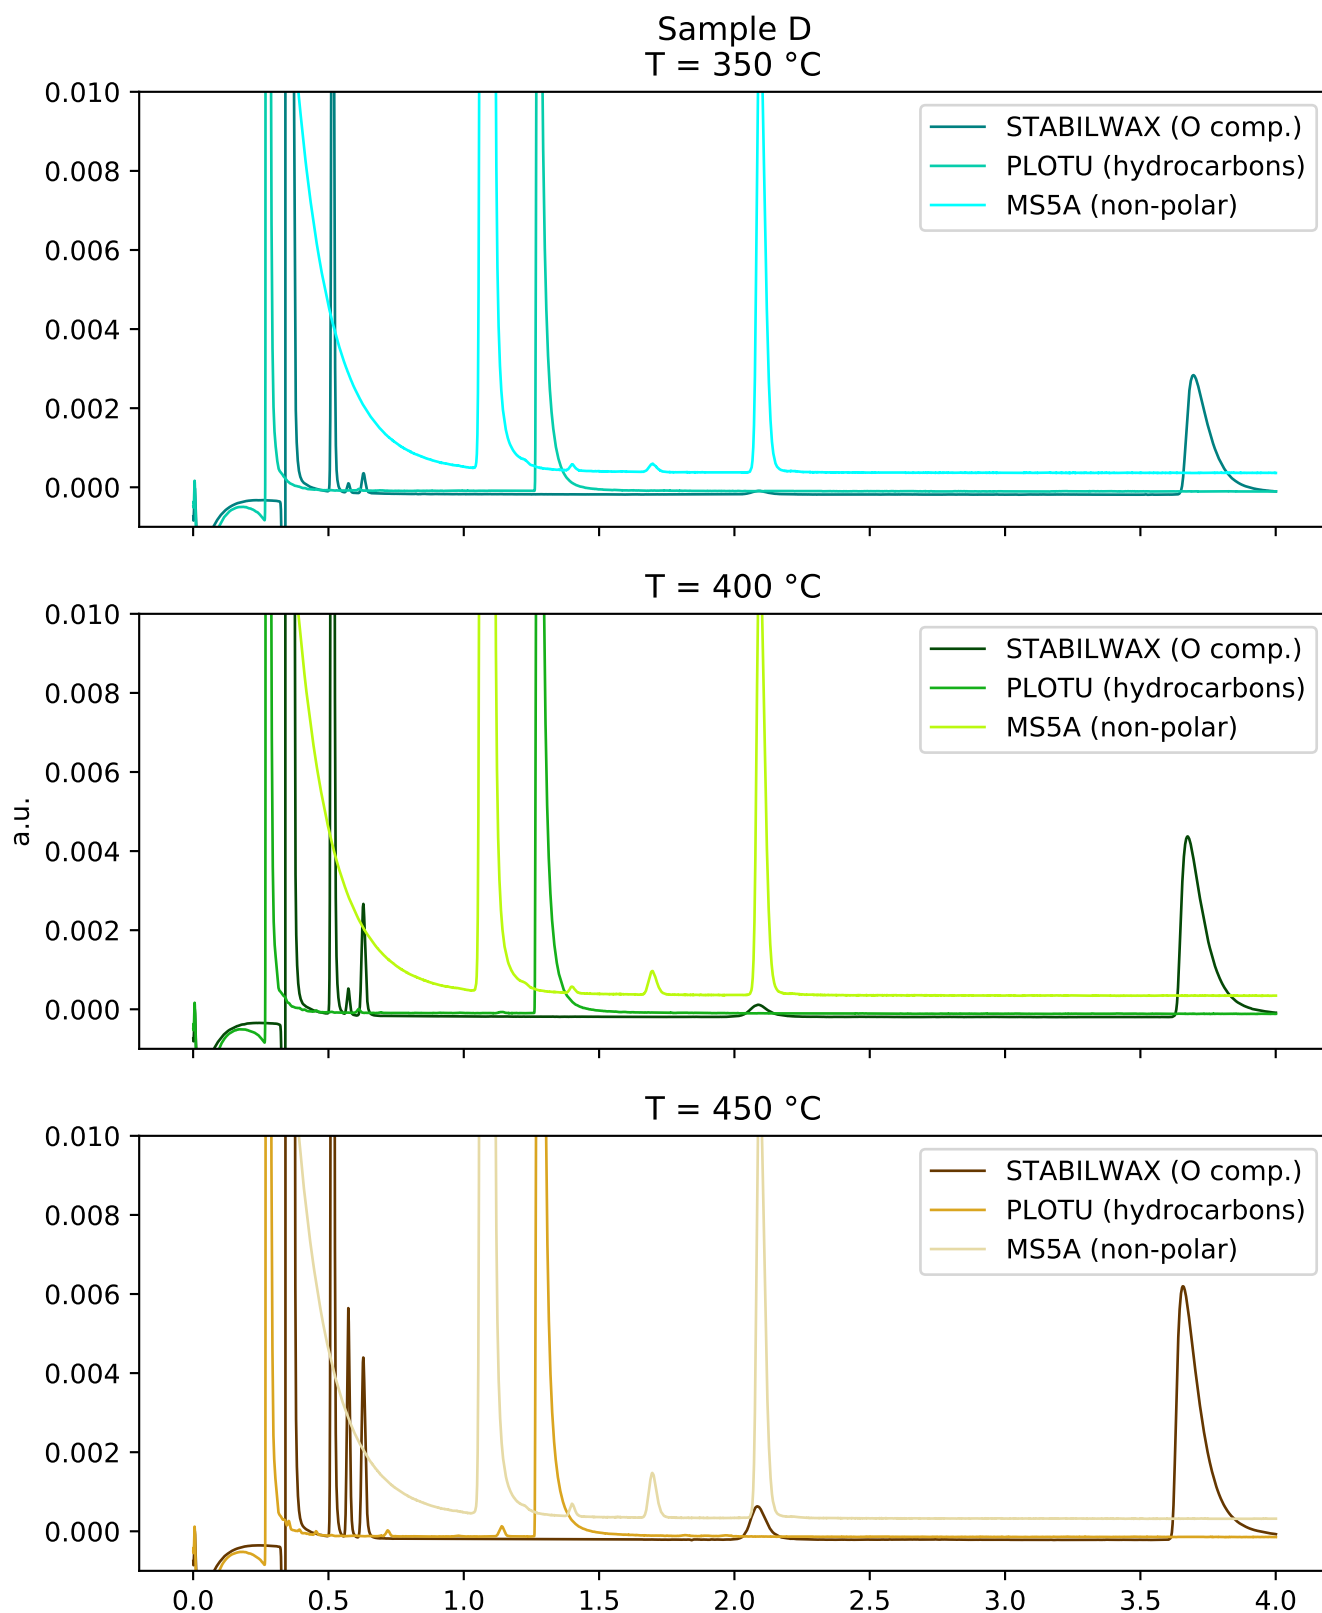 Sample D
T = 350 °C
0.010
0.008
0.006
0.004
0.002
0.000
STABILWAX (O comp.)
PLOTU (hydrocarbons)
MS5A (non-polar)
T = 400 °C
a.u.
0.010
0.008
0.006
0.004
0.002
0.000
STABILWAX (O comp.)
PLOTU (hydrocarbons)
MS5A (non-polar)
T = 450 °C
0.010
0.008
0.006
0.004
0.002
0.000
STABILWAX (O comp.)
PLOTU (hydrocarbons)
MS5A (non-polar)
0.0 0.5 1.0 1.5 2.0 2.5 3.0 3.5 4.0